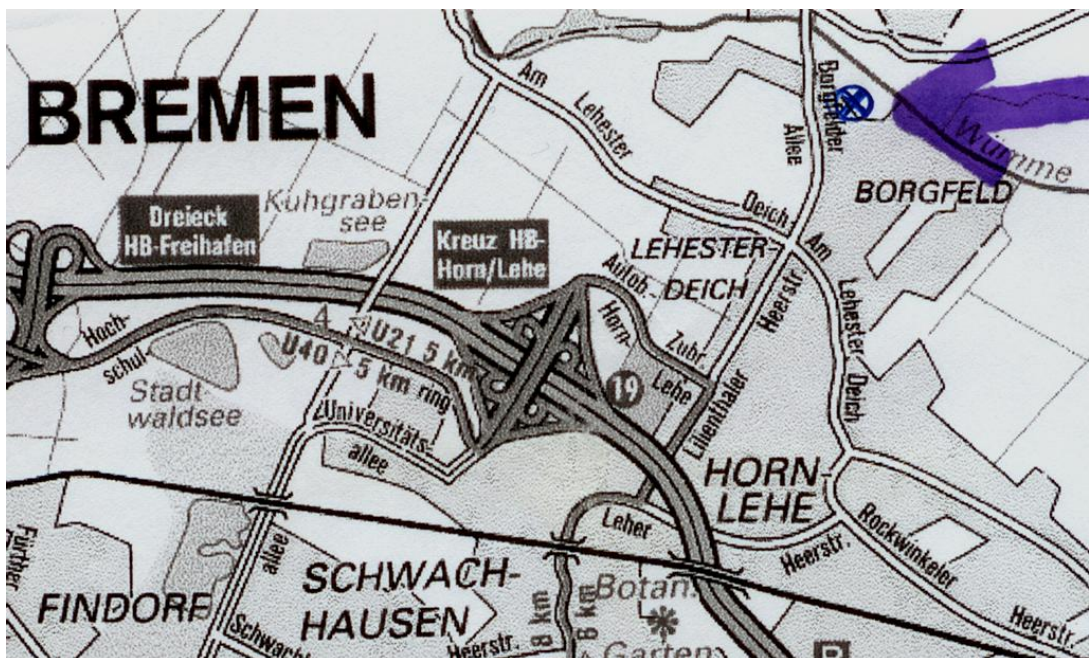 BREMEN
Am
Lehester
Deich
Borgfelder
Allee
Wümme
BORGFELD
Kuhgraben-
see
Dreieck
HB-Freihafen
Kreuz HB-
Horn/Lehe
LEHESTER-
DEICH
Autob.-
Zubr.
Horn-
Lehe
Am
Lehester
Deich
Lilienthaler
Heerstr.
Hoch-
schul-
ring
Stadt
waldsee
U21 5 km
U40
5 km
19
Universitäts-
allee
HORN-
LEHE
Leher
Heerstr.
Rockwinkeler
Heerstr.
allee
SCHWACH-
HAUSEN
FINDORF
Schwach
Heerstr.
8 km
8 km
Botan.
Garten